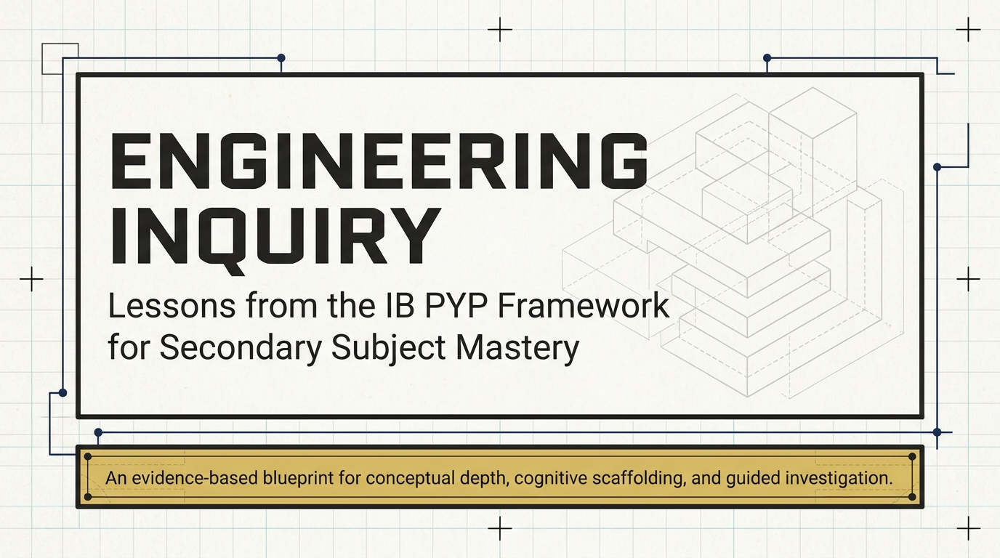 ENGINEERING
INQUIRY
Lessons from the IB PYP Framework
for Secondary Subject Mastery
An evidence-based blueprint for conceptual depth, cognitive scaffolding, and guided investigation.